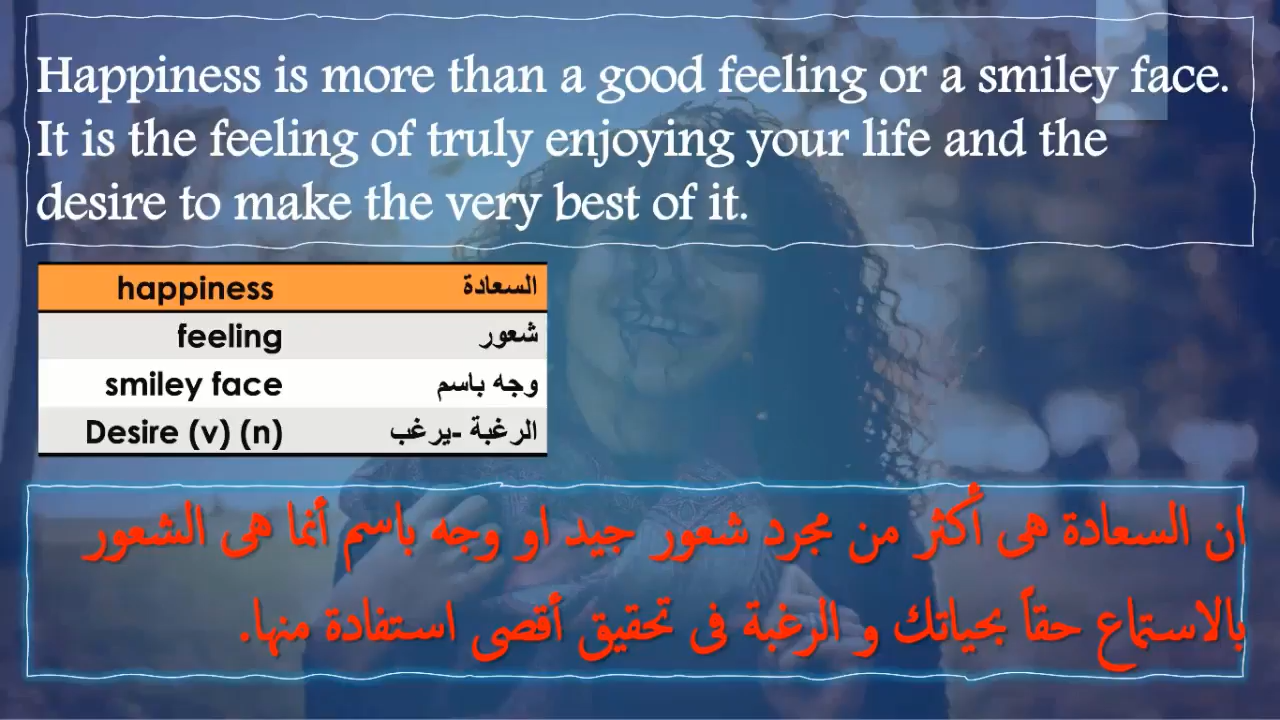 Happiness is more than a good feeling or a smiley face.
It is the feeling of truly enjoying your life and the
desire to make the very best of it.
happiness السعادة
feeling شعور
smiley face وجه باسم
Desire (v) (n) الرغبة -يرغب
ان السعادة هى أكثر من مجرد شعور جيد او وجه باسم أنما هى الشعور
بالاستماع حقاً بحياتك و الرغبة فى تحقيق أقصى استفادة منها.